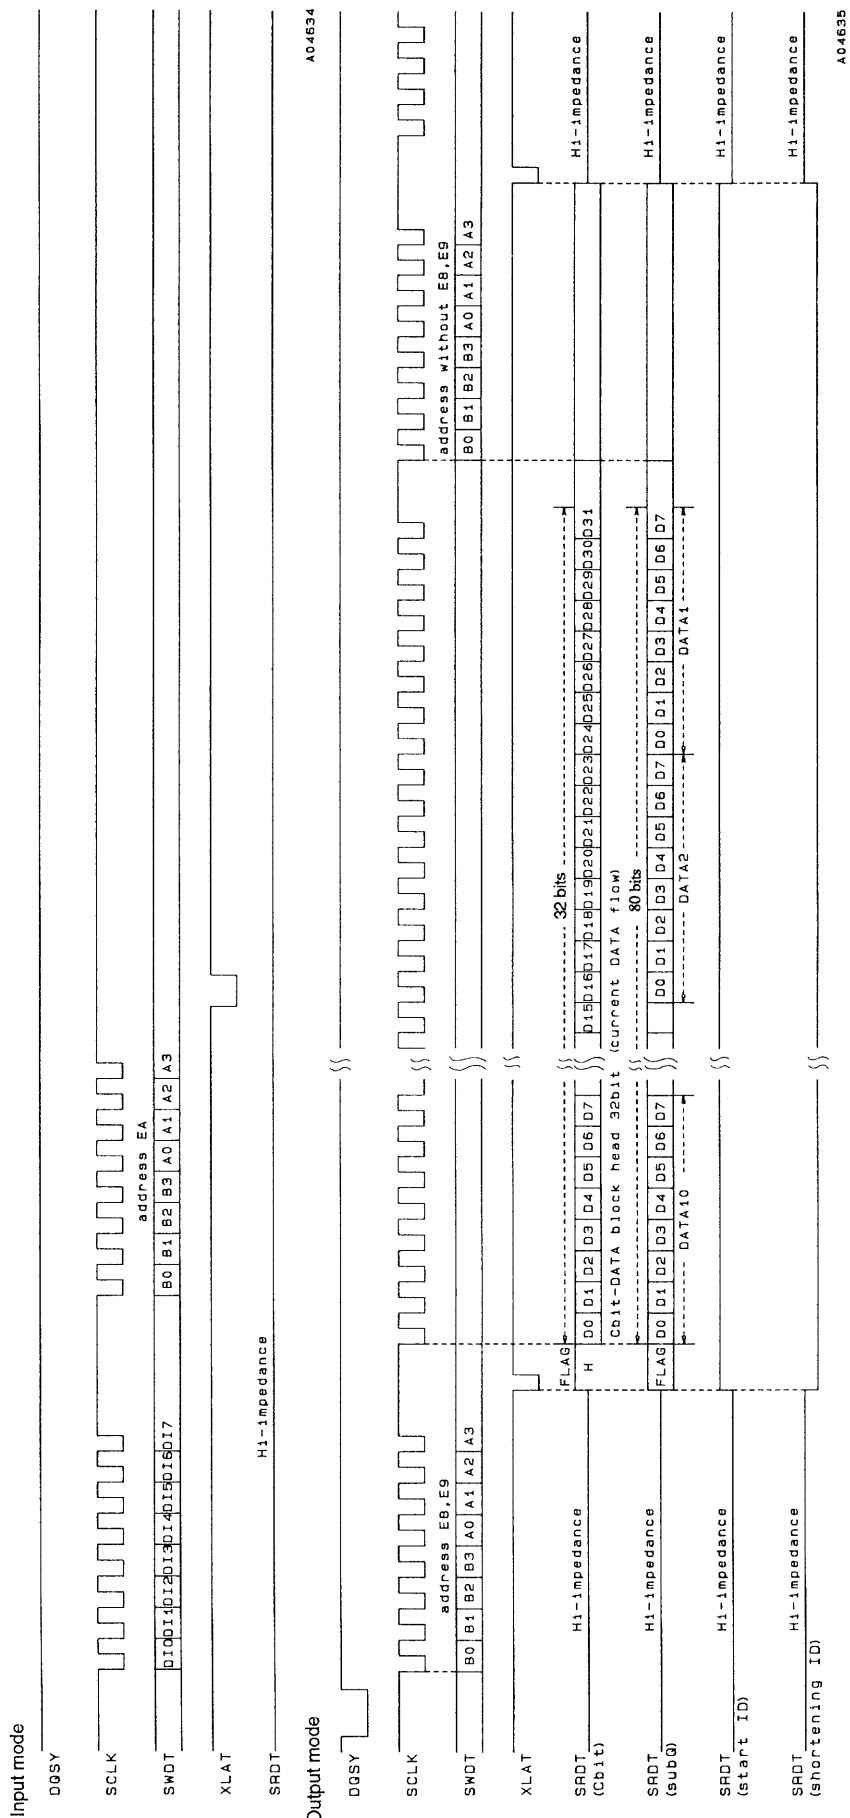 Input mode
DQSY
SCLK
address EA
SWDT DI0 DI1 DI2 DI3 DI4 DI5 DI6 DI7 B0 B1 B2 B3 A0 A1 A2 A3
XLAT
SRDT Hi-impedance
A04634
Output mode
DQSY
SCLK
address E8,E9 address without E8,E9
SWDT B0 B1 B2 B3 A0 A1 A2 A3 B0 B1 B2 B3 A0 A1 A2 A3
XLAT
FLAG 32 bits
SRDT (Cbit) Hi-impedance H D0 D1 D2 D3 D4 D5 D6 D7 D15 D16 D17 D18 D19 D20 D21 D22 D23 D24 D25 D26 D27 D28 D29 D30 D31 Hi-impedance
Cbit-DATA block head 32bit (current DATA flow)
80 bits
SRDT (subQ) Hi-impedance FLAG D0 D1 D2 D3 D4 D5 D6 D7 D0 D1 D2 D3 D4 D5 D6 D7 D0 D1 D2 D3 D4 D5 D6 D7 Hi-impedance
DATA10 DATA2 DATA1
SRDT (start ID) Hi-impedance Hi-impedance
SRDT (shortening ID) Hi-impedance Hi-impedance
A04635